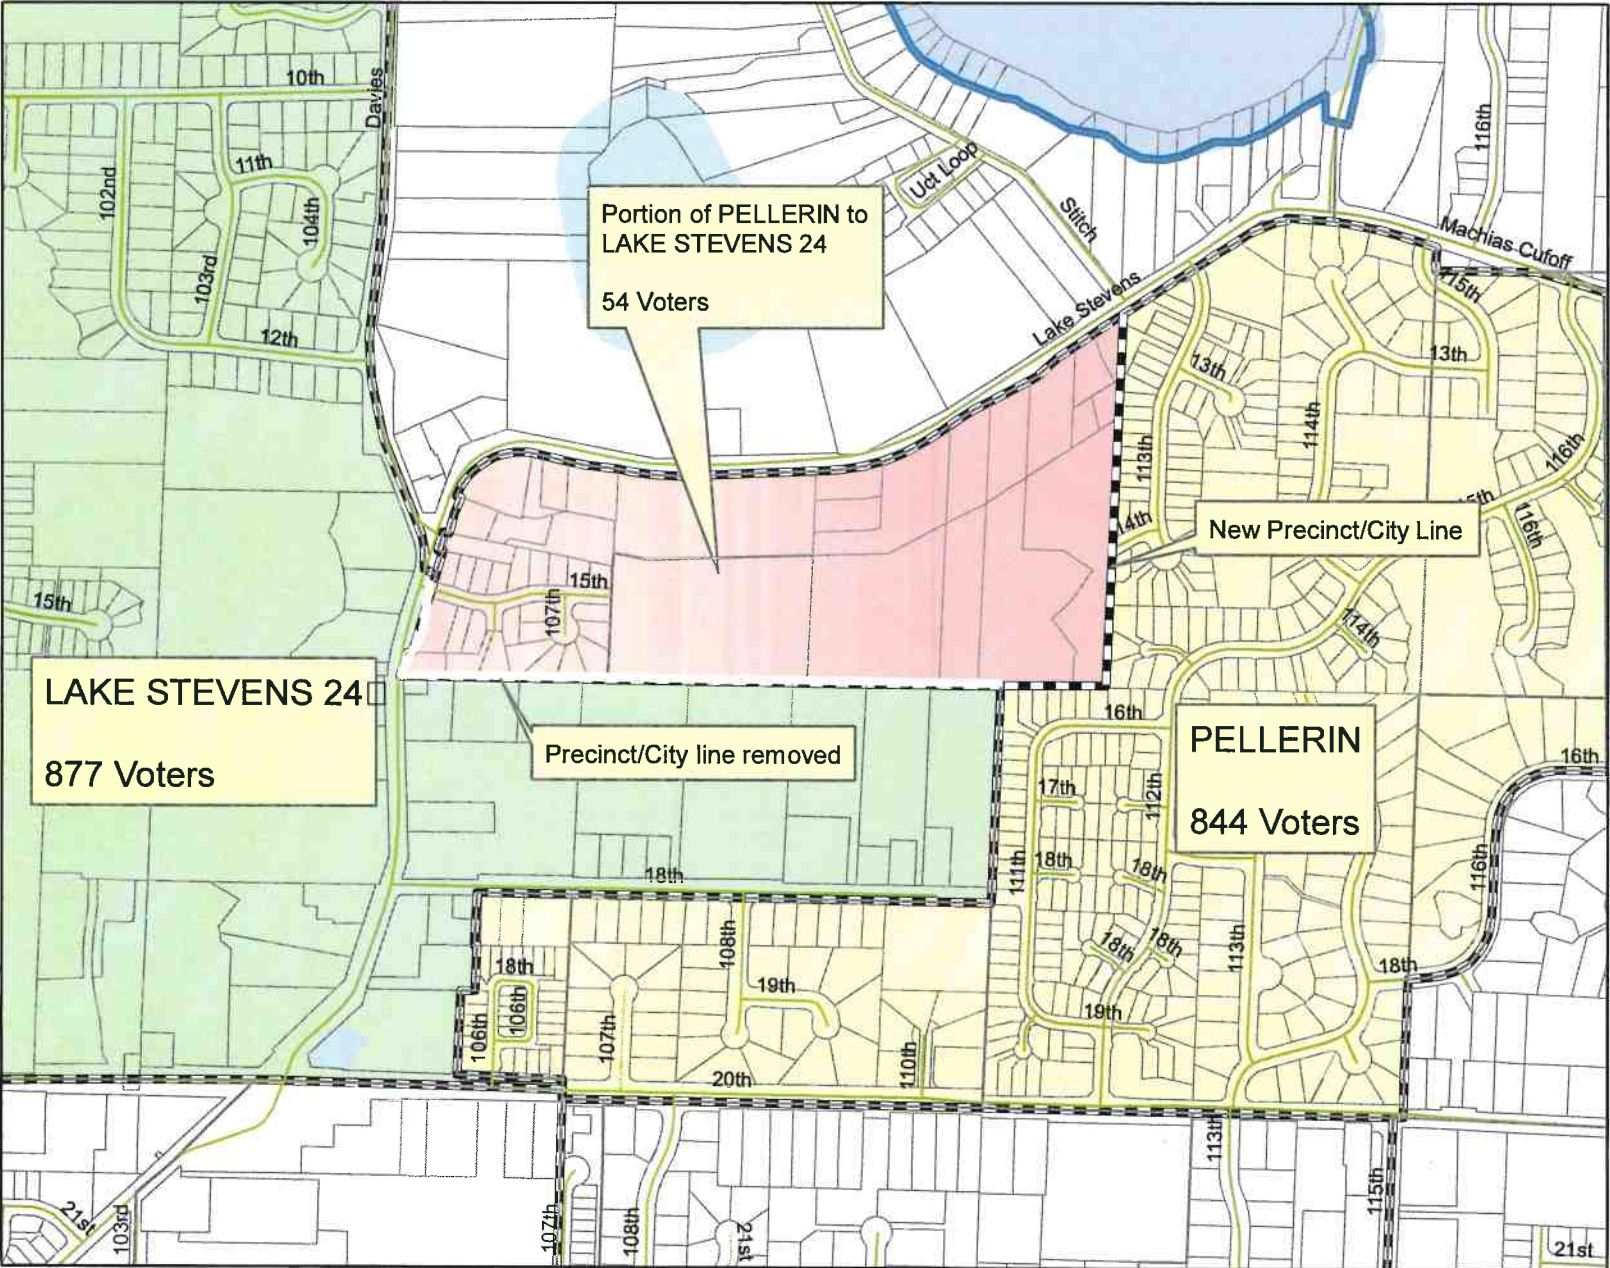 10th
Davies
116th
11th
102nd
104th
103rd
12th
Uct Loop
Stitch
Portion of PELLERIN to
LAKE STEVENS 24
54 Voters
Machias Cutoff
Lake Stevens
115th
13th
13th
114th
113th
116th
14th
116th
New Precinct/City Line
15th
15th
107th
114th
LAKE STEVENS 24
877 Voters
Precinct/City line removed
16th
PELLERIN
844 Voters
16th
17th
112th
111th
18th
18th
116th
18th
108th
18th
18th
113th
18th
18th
106th
106th
107th
19th
19th
110th
20th
21st
103rd
107th
108th
21st
113th
115th
21st